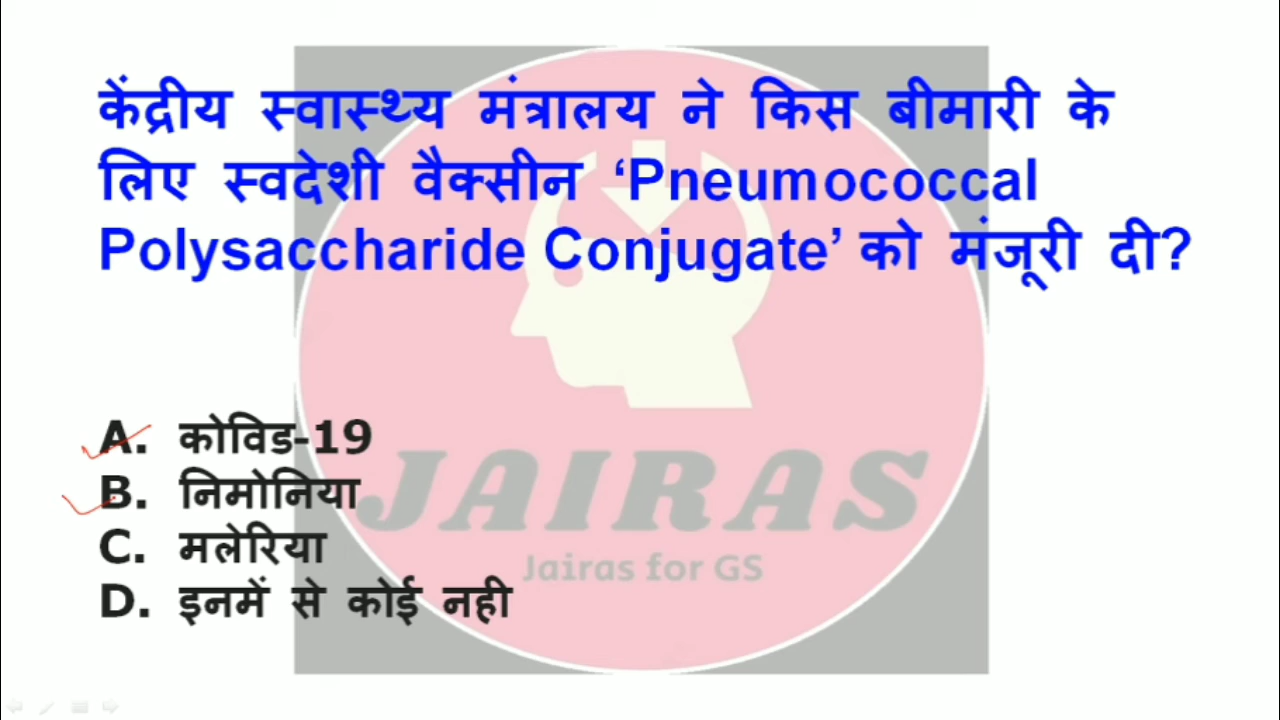 केंद्रीय स्वास्थ्य मंत्रालय ने किस बीमारी के
लिए स्वदेशी वैक्सीन ‘Pneumococcal
Polysaccharide Conjugate’ को मंजूरी दी?
A. कोविड-19
B. निमोनिया
C. मलेरिया
D. इनमें से कोई नही
JAIRAS
Jairas for GS